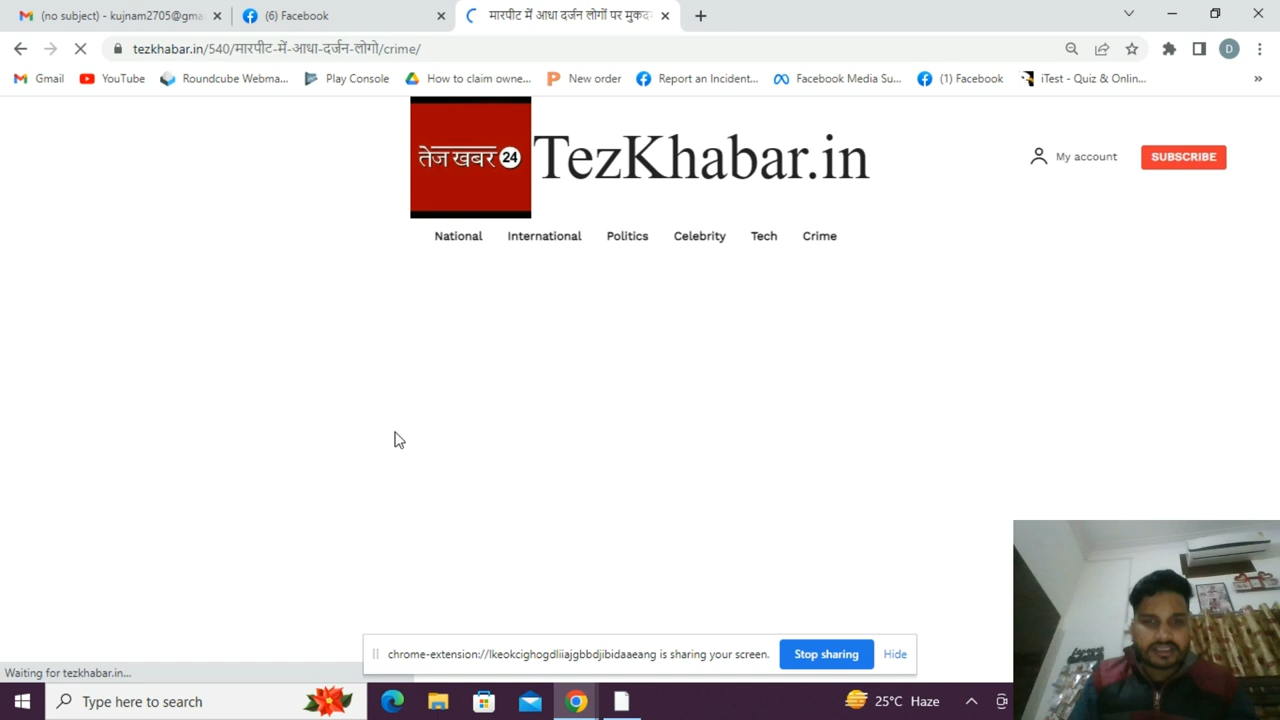 (no subject) - kujnam2705@gma
(6) Facebook
मारपीट में आधा दर्जन लोगों पर मुकद
tezkhabar.in/540/मारपीट-में-आधा-दर्जन-लोगो/crime/
D
Gmail
YouTube
Roundcube Webma...
Play Console
How to claim owne...
New order
Report an Incident...
Facebook Media Su...
(1) Facebook
iTest - Quiz & Onlin...
»
तेज खबर 24
TezKhabar.in
My account
SUBSCRIBE
National
International
Politics
Celebrity
Tech
Crime
chrome-extension://lkeokcighogdliiajgbbdjibidaaeang is sharing your screen.
Stop sharing
Hide
Waiting for tezkhabar.in...
Type here to search
25°C Haze